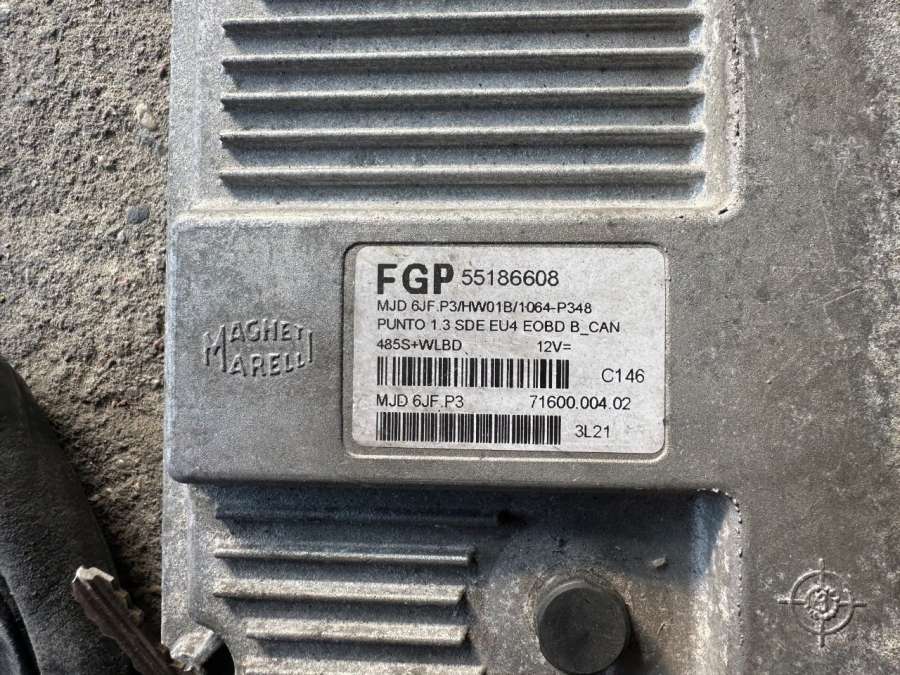 MAGNETI
MARELLI
FGP 55186608
MJD 6JF.P3/HW01B/1064-P348
PUNTO 1.3 SDE EU4 EOBD B_CAN
485S+WLBD 12V=
C146
MJD 6JF.P3 71600.004.02
3L21
3